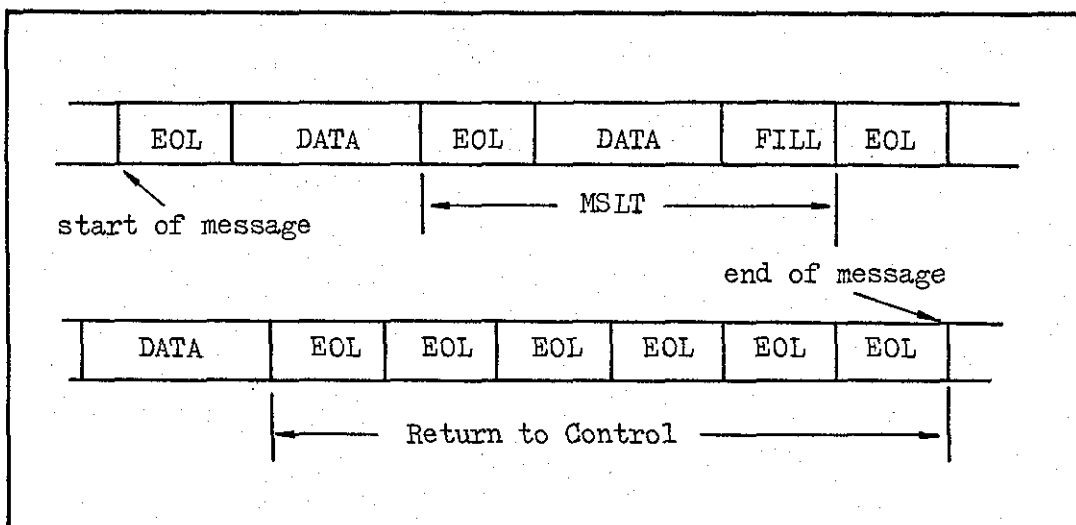 EOL DATA EOL DATA FILL EOL
MSLT
start of message
end of message
DATA EOL EOL EOL EOL EOL EOL
Return to Control